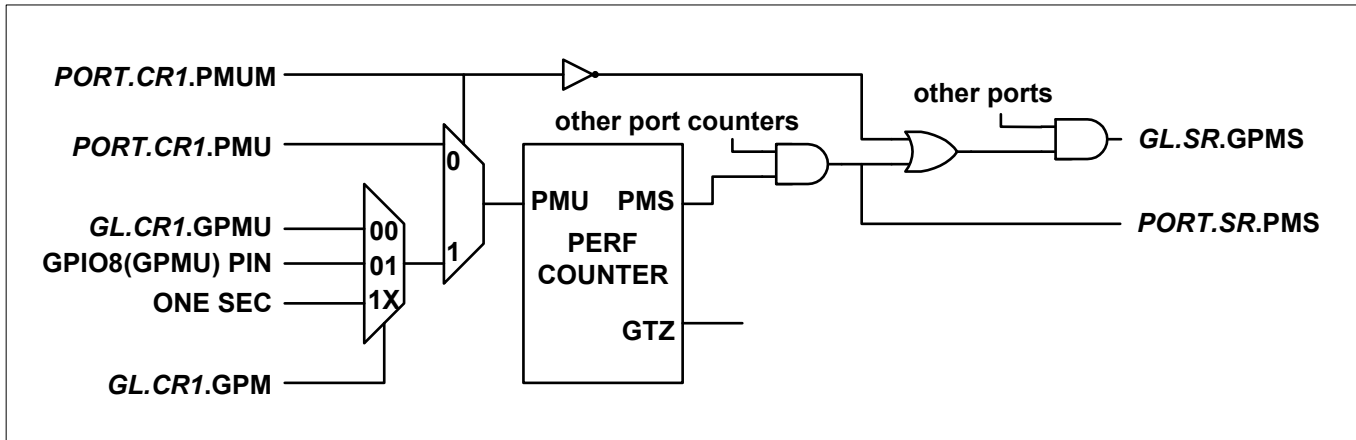 PORT.CR1.PMUM
other ports
other port counters
PORT.CR1.PMU
0
GL.SR.GPMS
PMU
PMS
GL.CR1.GPMU
00
PORT.SR.PMS
PERF
COUNTER
1
GPIO8(GPMU) PIN
01
ONE SEC
1X
GTZ
GL.CR1.GPM